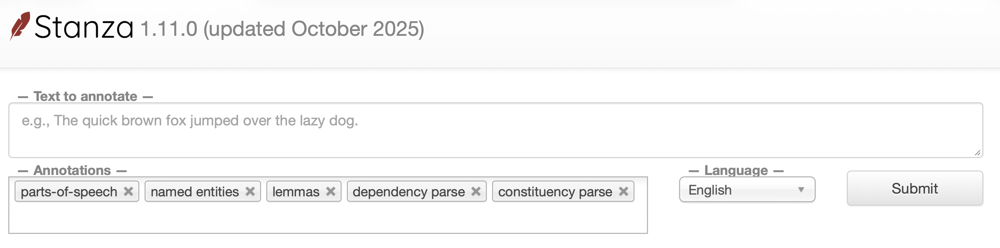 Stanza 1.11.0 (updated October 2025)
— Text to annotate —
e.g., The quick brown fox jumped over the lazy dog.
— Annotations —
parts-of-speech × named entities × lemmas × dependency parse × constituency parse ×
— Language —
English
Submit